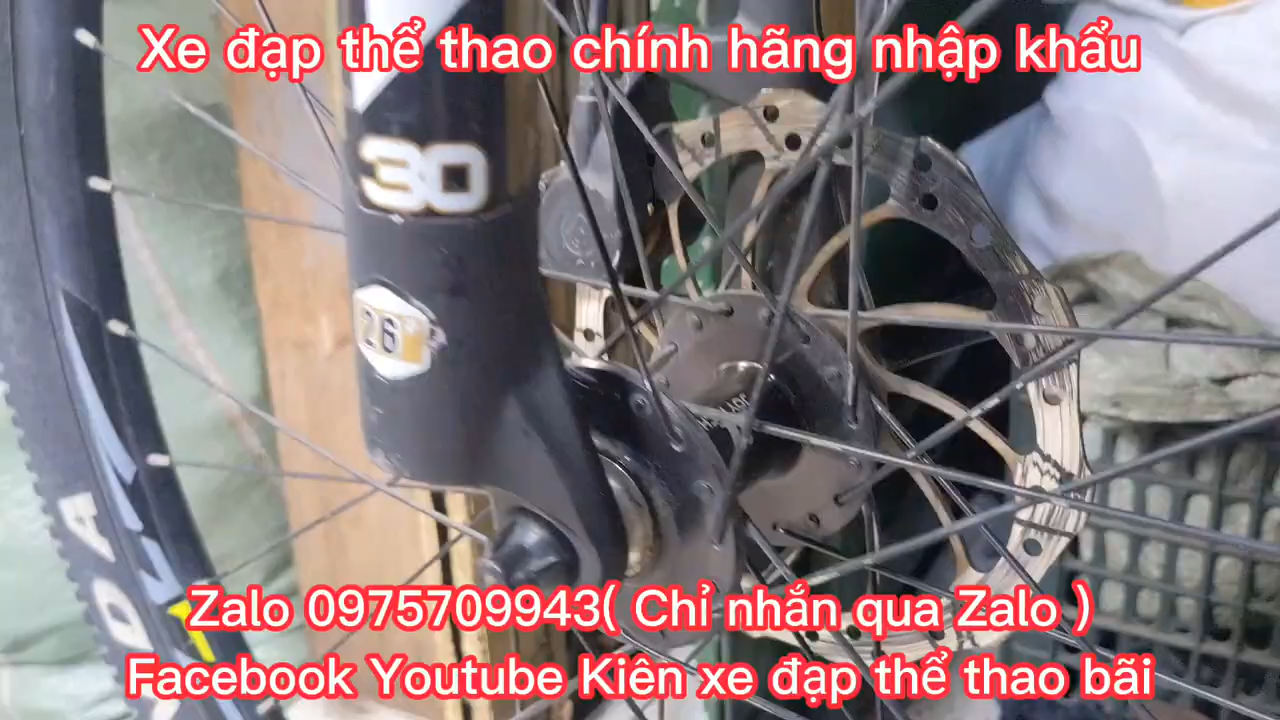 Xe đạp thể thao chính hãng nhập khẩu
30
26
Zalo 0975709943( Chỉ nhắn qua Zalo )
Facebook Youtube Kiên xe đạp thể thao bãi